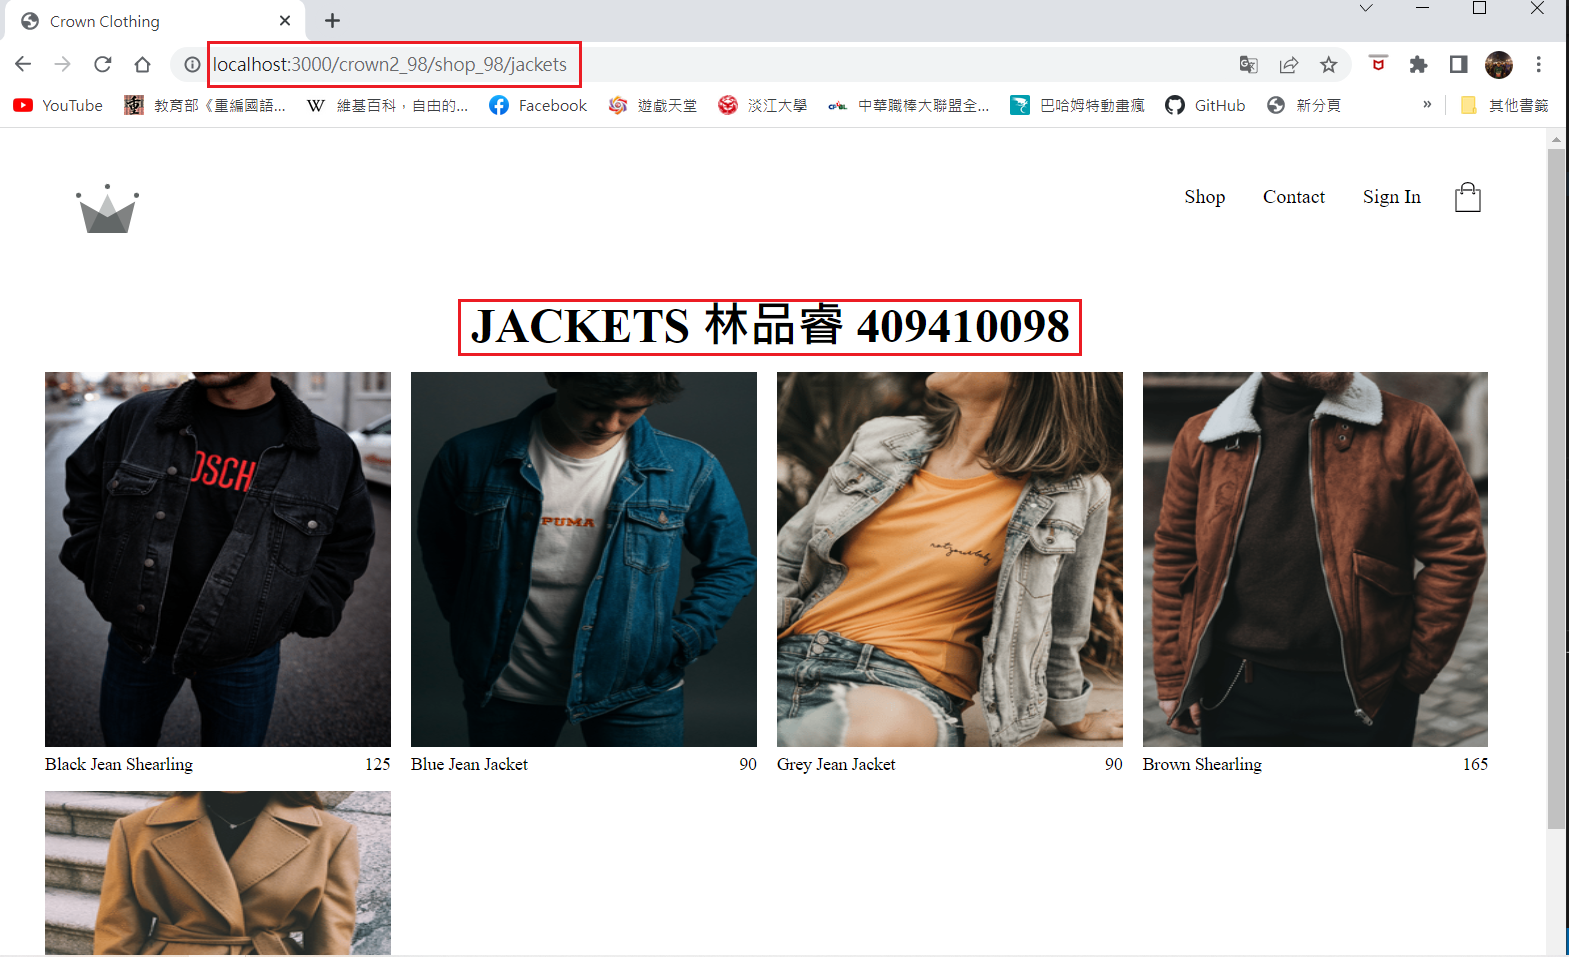 Crown Clothing
localhost:3000/crown2_98/shop_98/jackets
YouTube 教育部《重編國語... 維基百科，自由的... Facebook 遊戲天堂 淡江大學 中華職棒大聯盟全... 巴哈姆特動畫瘋 GitHub 新分頁 » 其他書籤
Shop Contact Sign In
JACKETS 林品睿 409410098
OSCH
PUMA
notyourbaby
Black Jean Shearling 125
Blue Jean Jacket 90
Grey Jean Jacket 90
Brown Shearling 165